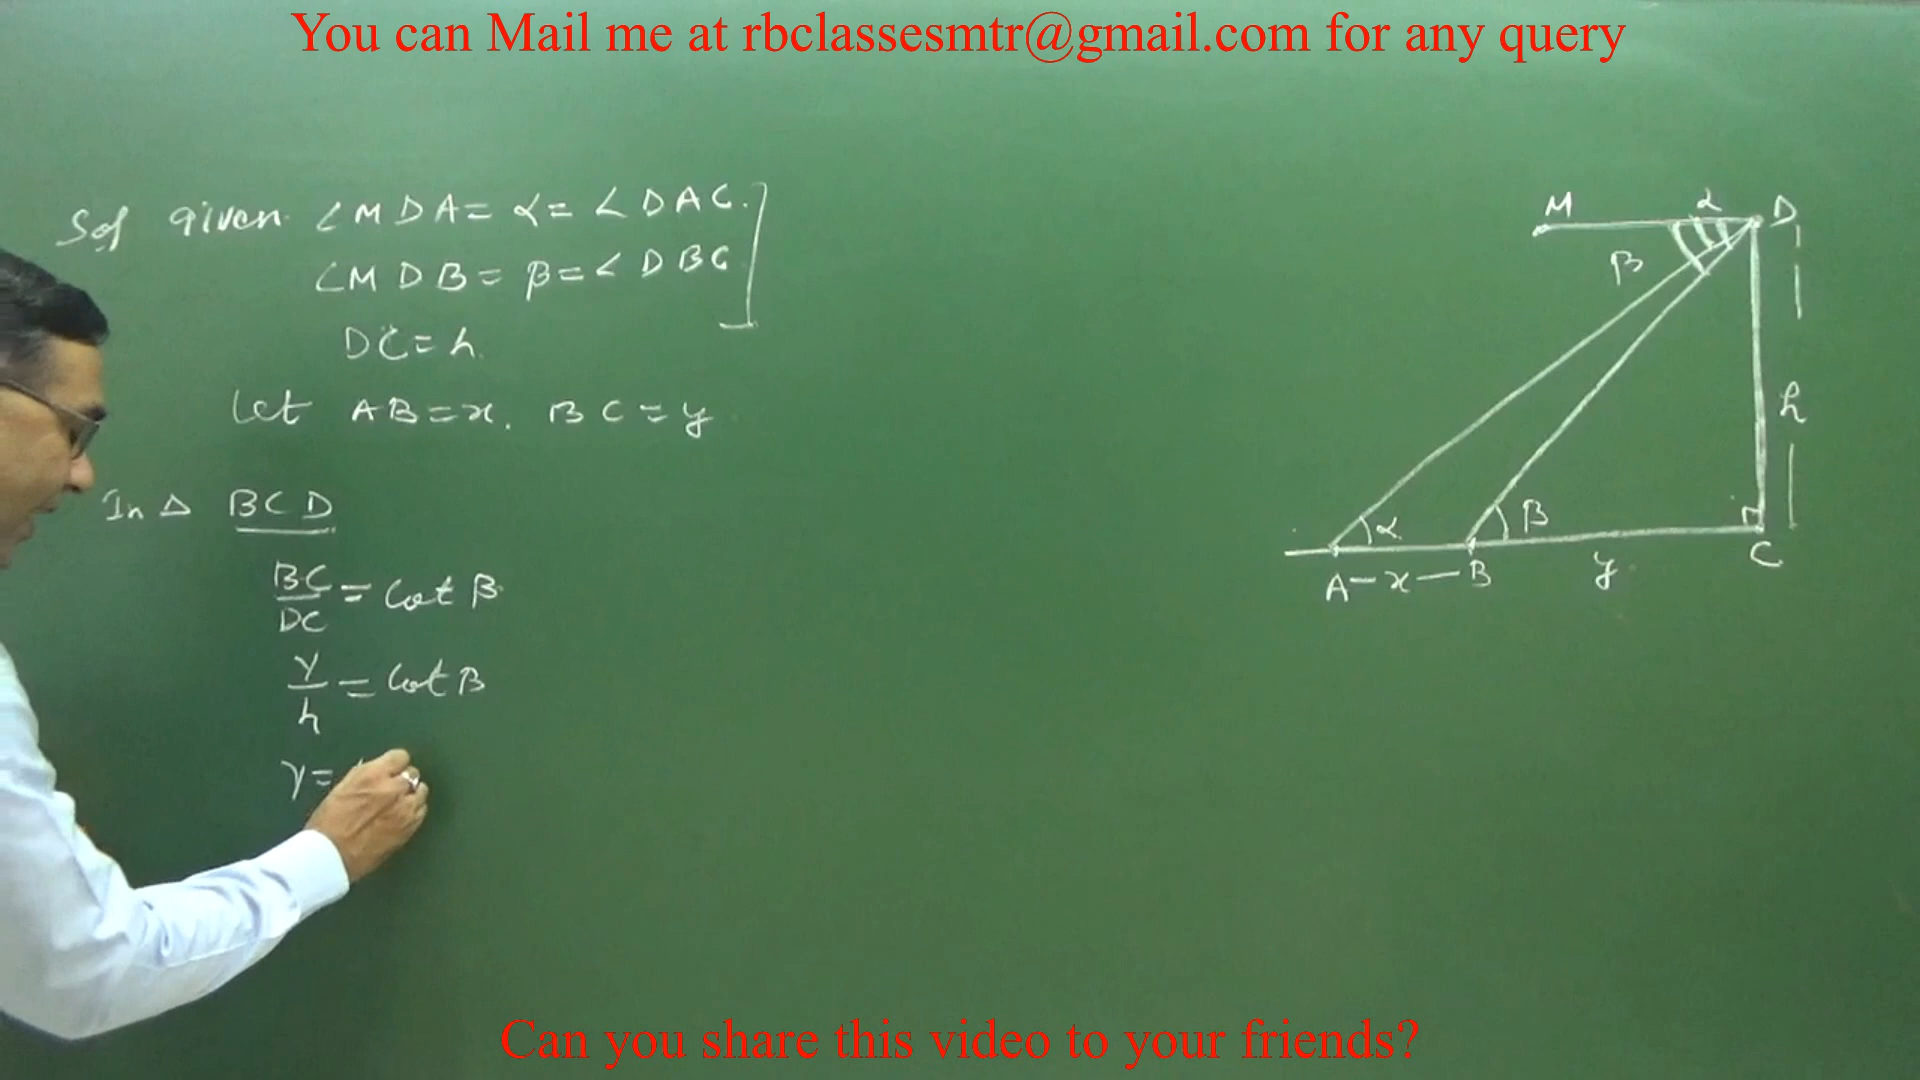 You can Mail me at rbclassesmtr@gmail.com for any query
Sol given. ∠MDA = α = ∠DAC.
∠MDB = β = ∠DBC
DC = h.
Let AB = x. BC = y.
In Δ BCD
BC/DC = Cot β.
y/h = Cot β
y =
M α D
β
h
α β
A - x - B y C
Can you share this video to your friends?